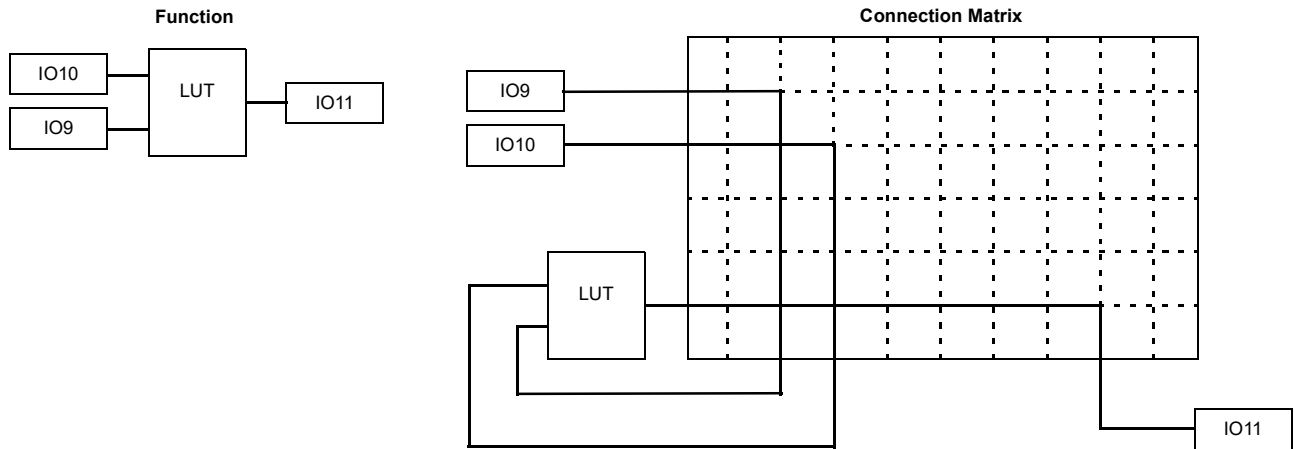 Function
IO10
IO9
LUT
IO11
Connection Matrix
IO9
IO10
LUT
IO11